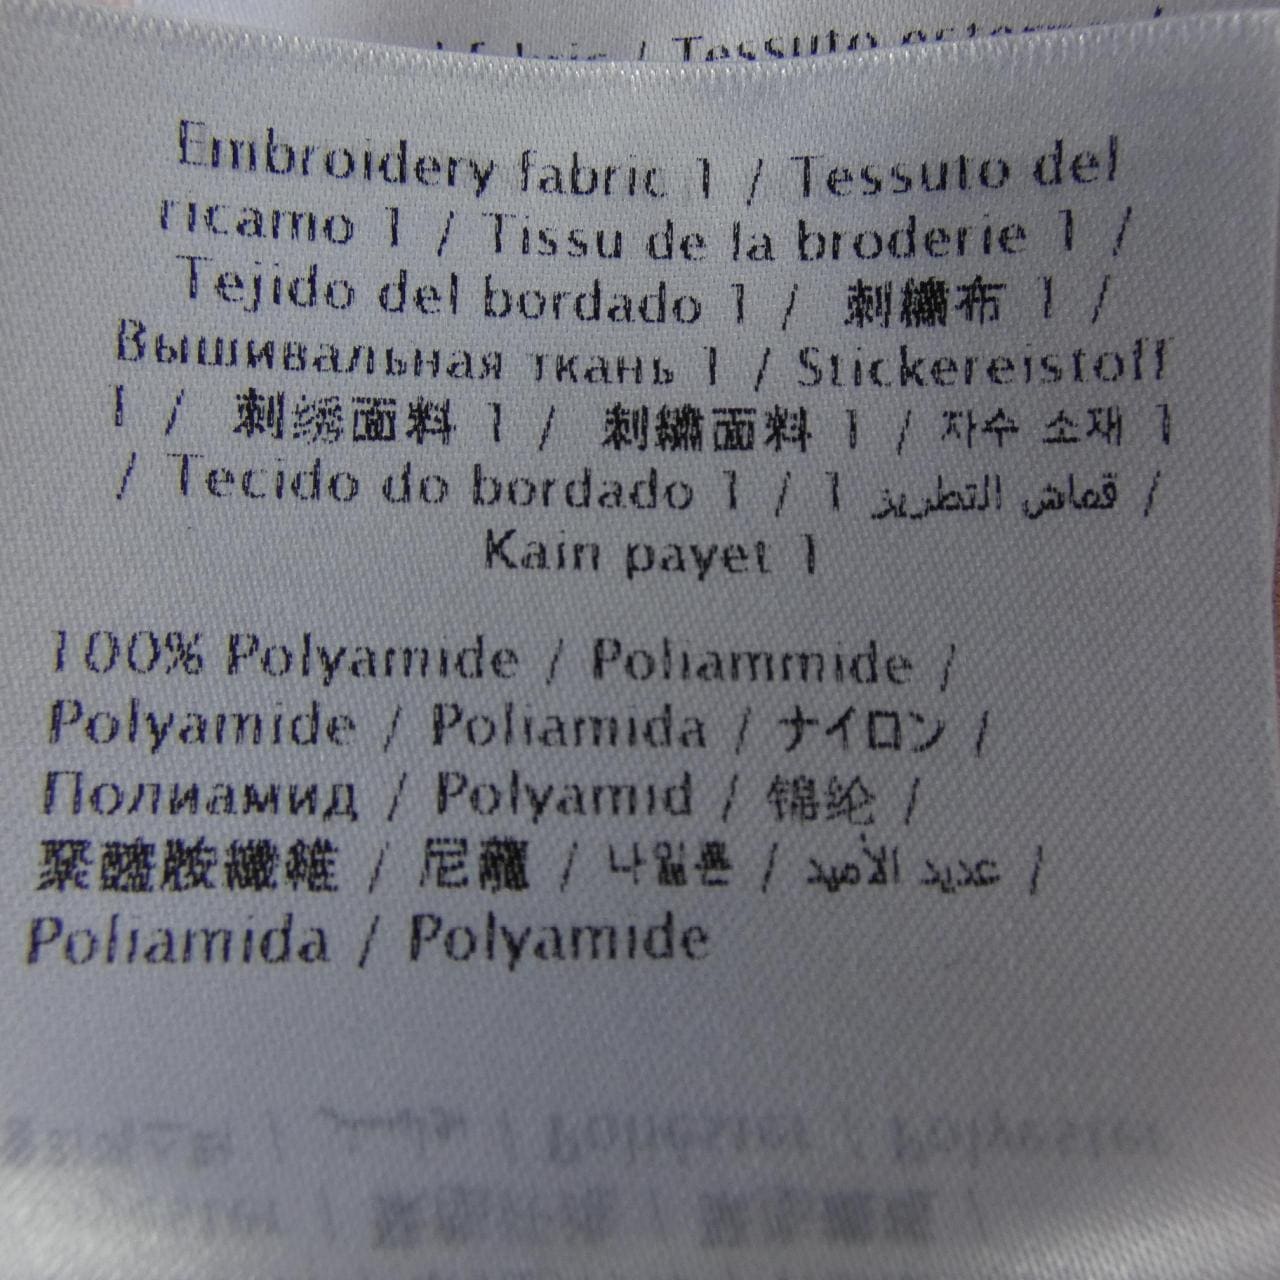 fabric / Tessuto
Embroidery fabric 1 / Tessuto del
ricamo 1 / Tissu de la broderie 1 /
Tejido del bordado 1 / 刺繍布 1 /
Вышивальная ткань 1 / Stickereistoff
1 / 刺绣面料 1 / 刺繡面料 1 / 자수 소재 1
/ Tecido do bordado 1 / 1 قماش التطريز /
Kain payet 1
100% Polyamide / Poliammide /
Polyamide / Poliamida / ナイロン /
Полиамид / Polyamid / 锦纶 /
聚醯胺纖維 / 尼龍 / 나일론 / عديد الأميد /
Poliamida / Polyamide